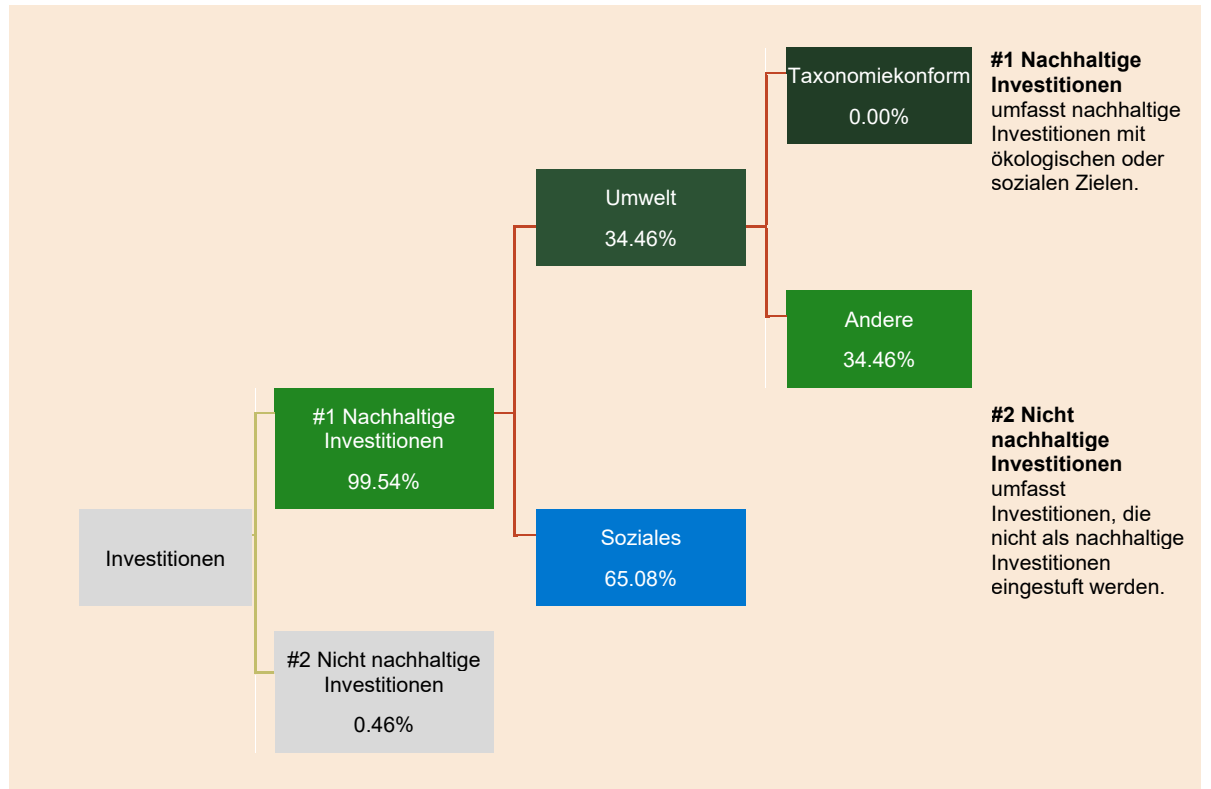 Taxonomiekonform
0.00%
#1 Nachhaltige
Investitionen
umfasst nachhaltige
Investitionen mit
ökologischen oder
sozialen Zielen.
Umwelt
34.46%
Andere
34.46%
#1 Nachhaltige
Investitionen
99.54%
#2 Nicht
nachhaltige
Investitionen
umfasst
Investitionen, die
nicht als nachhaltige
Investitionen
eingestuft werden.
Soziales
65.08%
Investitionen
#2 Nicht nachhaltige
Investitionen
0.46%